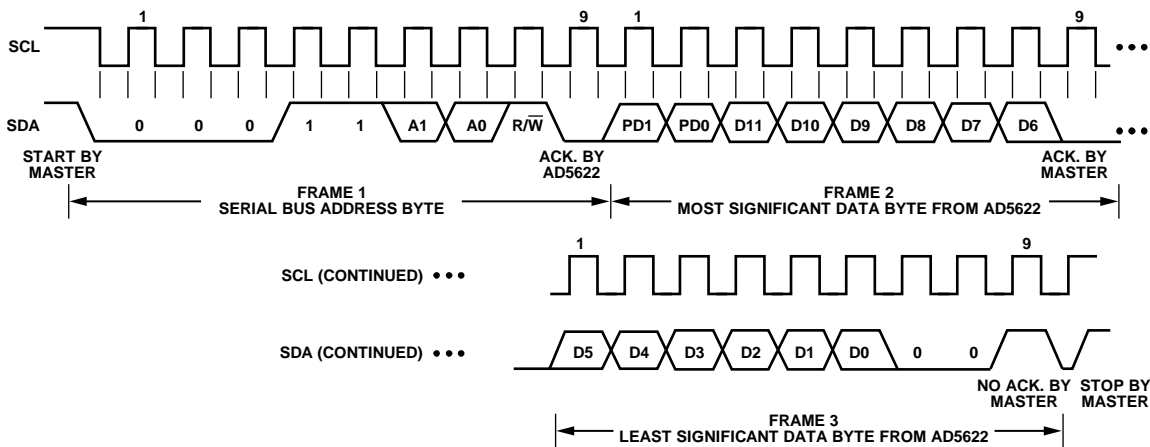 1 9 1 9
SCL
SDA 0 0 0 1 1 A1 A0 R/W̅ PD1 PD0 D11 D10 D9 D8 D7 D6
START BY
MASTER
ACK. BY
AD5622
ACK. BY
MASTER
FRAME 1
SERIAL BUS ADDRESS BYTE
FRAME 2
MOST SIGNIFICANT DATA BYTE FROM AD5622
1 9
SCL (CONTINUED)
SDA (CONTINUED) D5 D4 D3 D2 D1 D0 0 0
NO ACK. BY
MASTER
STOP BY
MASTER
FRAME 3
LEAST SIGNIFICANT DATA BYTE FROM AD5622